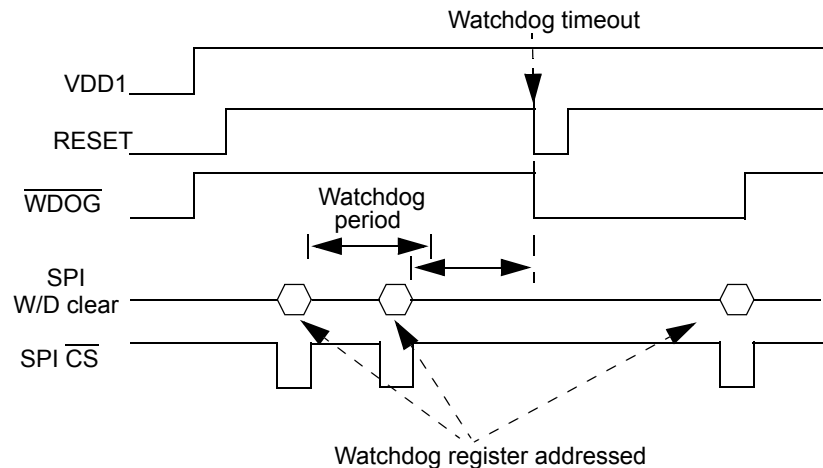 Watchdog timeout
VDD1
RESET
WDOG
Watchdog
period
SPI
W/D clear
SPI CS
Watchdog register addressed